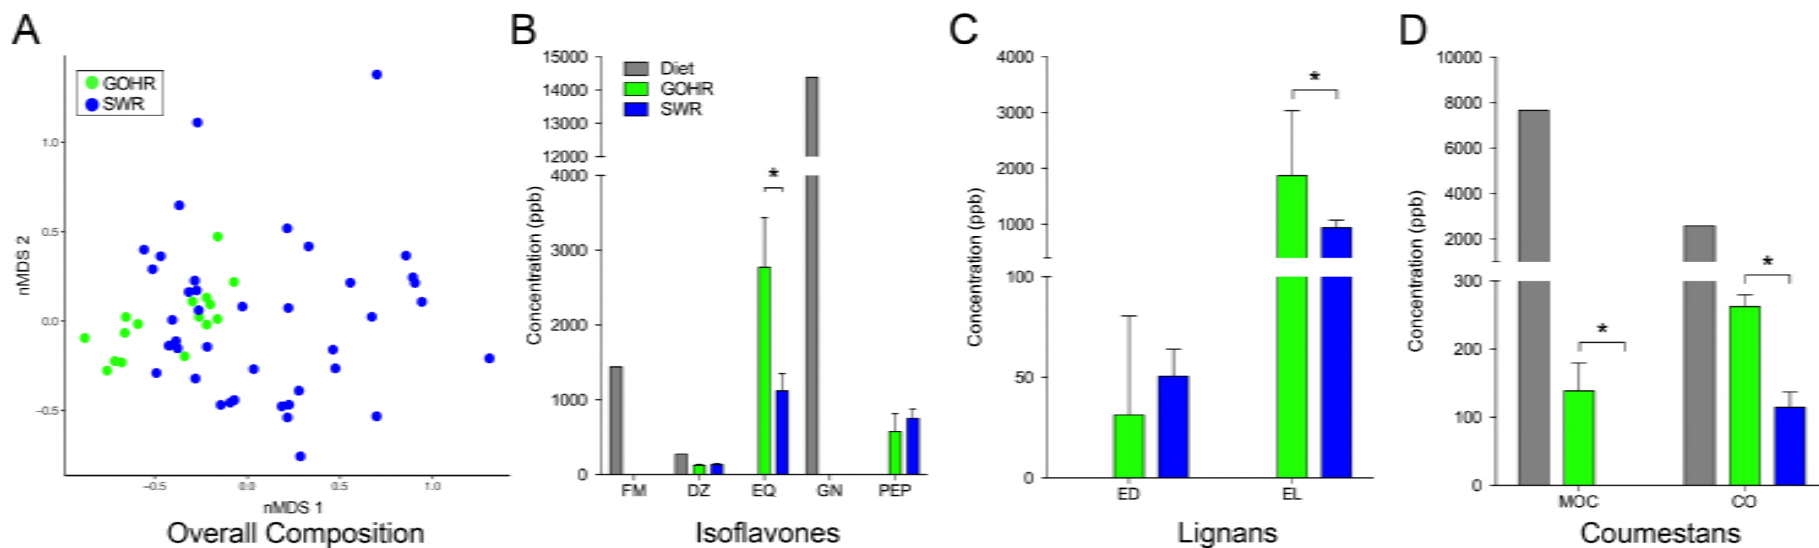 A
GOHR
SWR
nMDS 2
1.0
0.5
0.0
−0.5
−0.5
0.0
0.5
1.0
nMDS 1
Overall Composition
B
Diet
GOHR
SWR
Concentration (ppb)
15000
14000
13000
12000
4000
3000
2000
1000
0
*
FM
DZ
EQ
GN
PEP
Isoflavones
C
Concentration (ppb)
4000
3000
2000
1000
100
50
0
*
ED
EL
Lignans
D
Concentration (ppb)
10000
8000
6000
4000
2000
300
200
100
0
*
*
MOC
CO
Coumestans